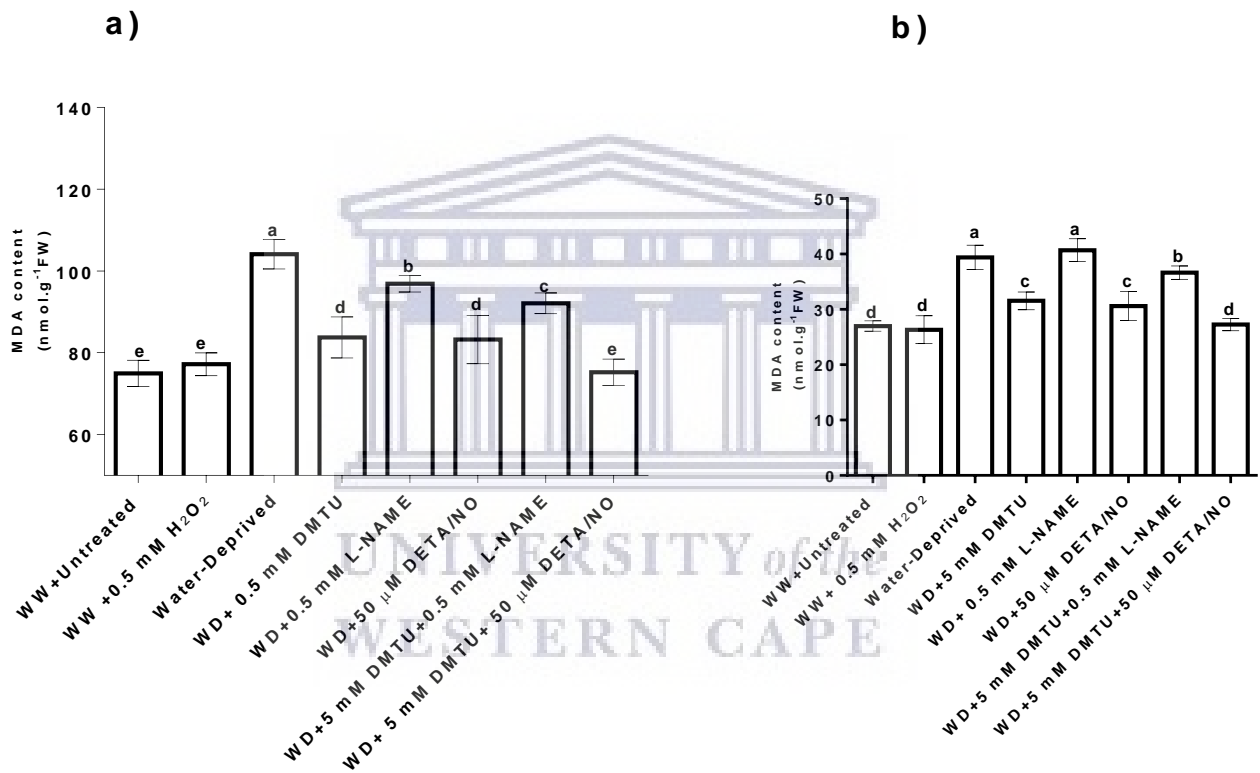 a)
MDA content
(nmol.g⁻¹FW)
140
120
100
80
60
e
e
a
d
b
d
c
e
WW+Untreated
WW +0.5 mM H₂O₂
Water-Deprived
WD+ 0.5 mM DMTU
WD+0.5 mM L-NAME
WD+50 μM DETA/NO
WD+5 mM DMTU+0.5 mM L-NAME
WD+ 5 mM DMTU+ 50 μM DETA/NO
b)
MDA content
(nmol.g⁻¹FW)
50
40
30
20
10
0
d
d
a
c
a
c
b
d
WW+Untreated
WW+ 0.5 mM H₂O₂
Water-Deprived
WD+5 mM DMTU
WD+ 0.5 mM L-NAME
WD+50 μM DETA/NO
WD+5 mM DMTU+0.5 mM L-NAME
WD+5 mM DMTU+50 μM DETA/NO
UNIVERSITY of the
WESTERN CAPE